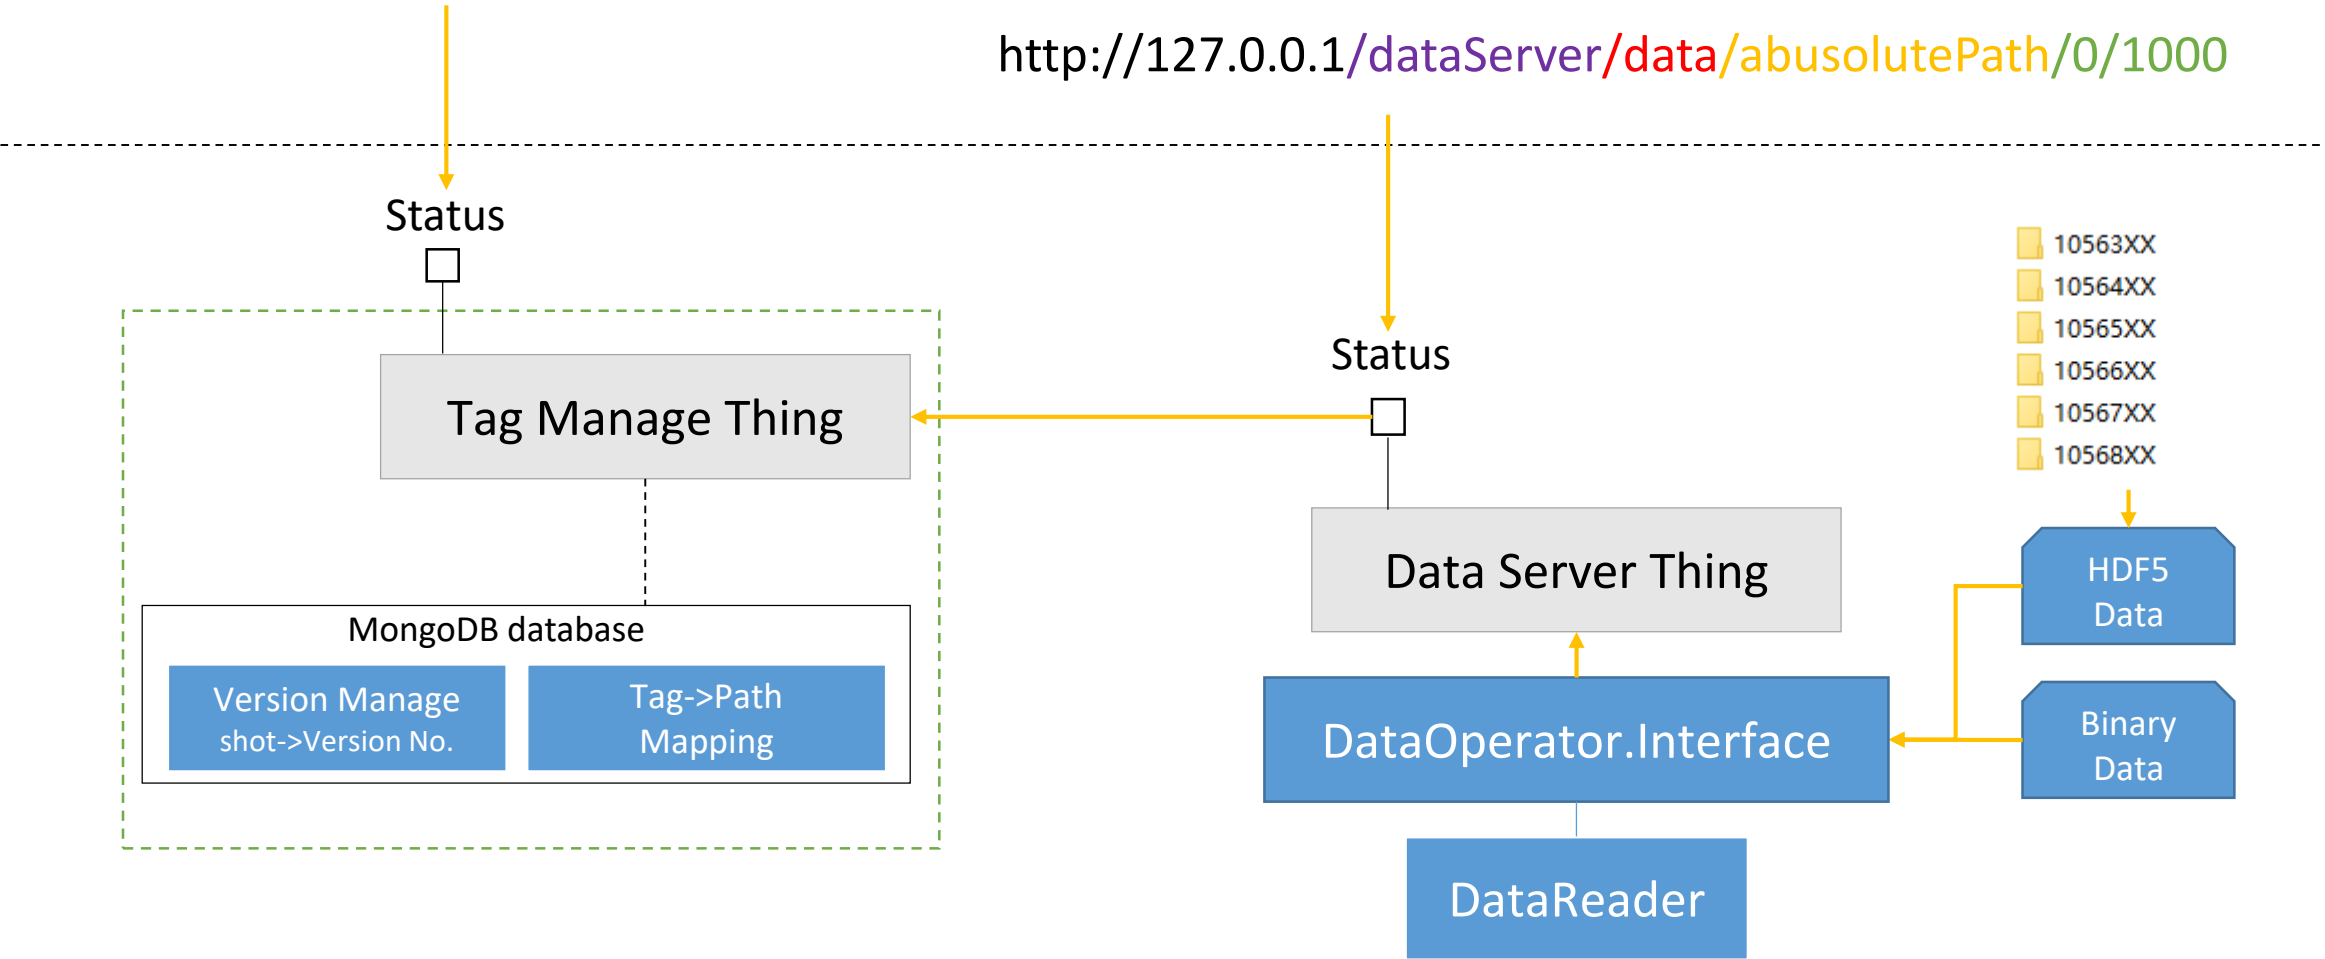 http://127.0.0.1/dataServer/data/abusolutePath/0/1000
Status
10563XX
10564XX
10565XX
10566XX
10567XX
10568XX
Status
Tag Manage Thing
Data Server Thing
HDF5
Data
MongoDB database
Version Manage
shot->Version No.
Tag->Path
Mapping
DataOperator.Interface
Binary
Data
DataReader